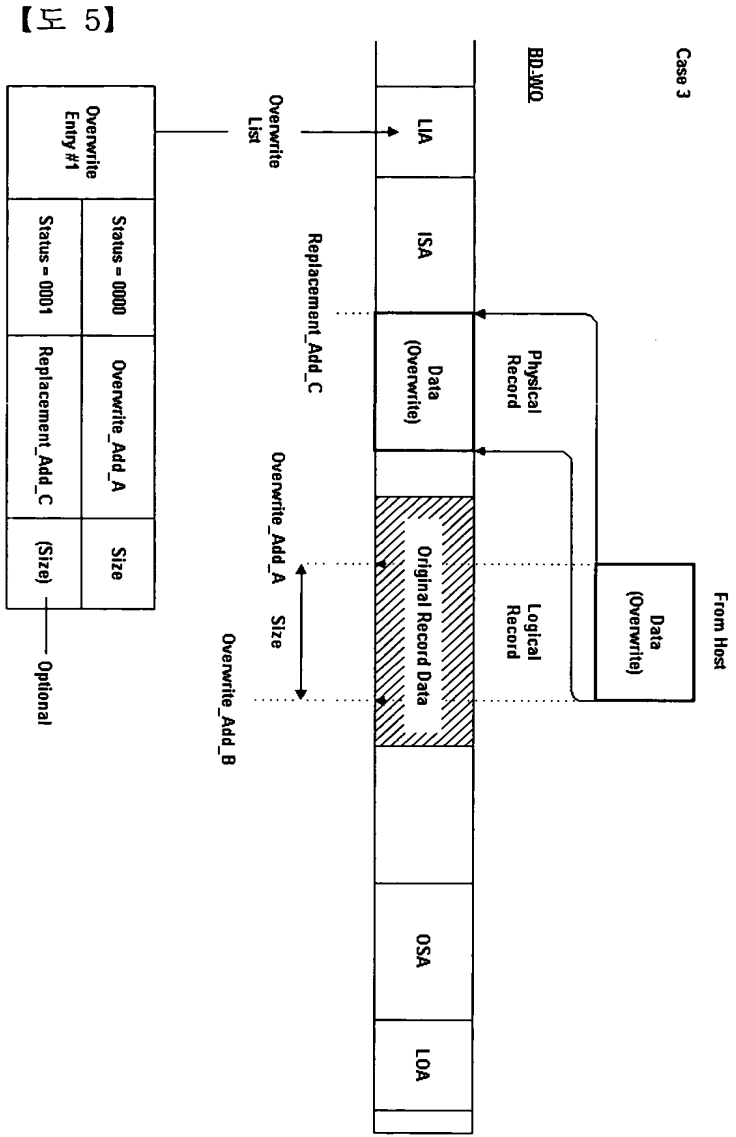 【도 5】
Case 3
BD-WO
From Host
Data
(Overwrite)
Physical
Record
Logical
Record
LIA
ISA
Data
(Overwrite)
Original Record Data
OSA
LOA
Replacement_Add_C
Overwrite_Add_A
Size
Overwrite_Add_B
Overwrite
List
Overwrite
Entry #1
Status = 0000
Overwrite_Add_A
Size
Status = 0001
Replacement_Add_C
(Size)
Optional